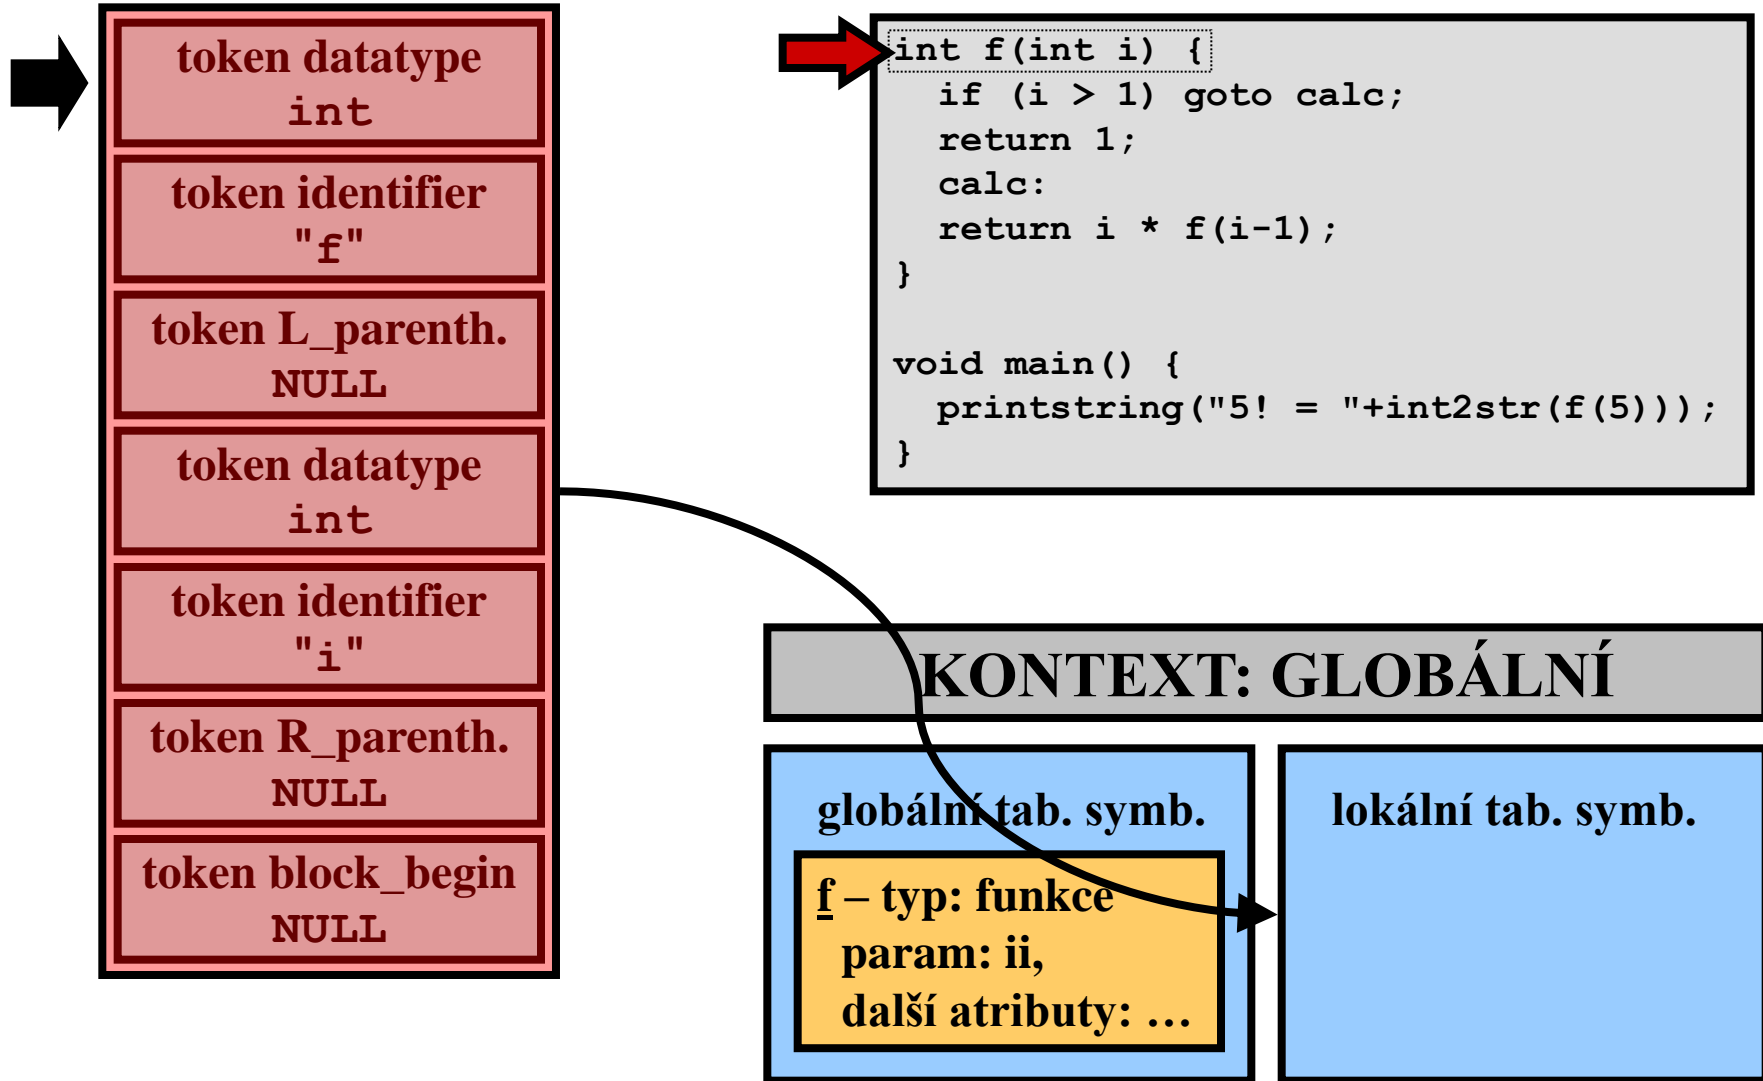 token datatype
int
token identifier
"f"
token L_parenth.
NULL
token datatype
int
token identifier
"i"
token R_parenth.
NULL
token block_begin
NULL
int f(int i) {
  if (i > 1) goto calc;
  return 1;
  calc:
  return i * f(i-1);
}
void main() {
  printstring("5! = "+int2str(f(5)));
}
KONTEXT: GLOBÁLNÍ
globální tab. symb.
f – typ: funkce
param: ii,
další atributy: …
lokální tab. symb.